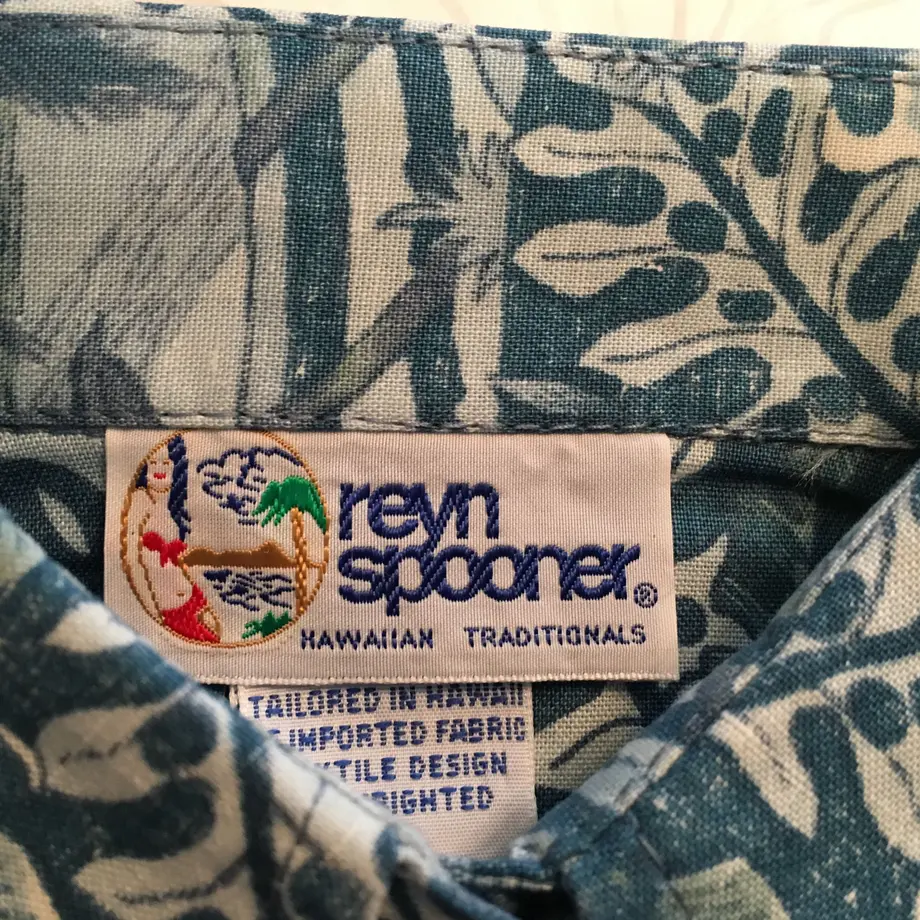 reyn
spooner®
HAWAIIAN TRADITIONALS
TAILORED IN HAWAII
IMPORTED FABRIC
DESIGN